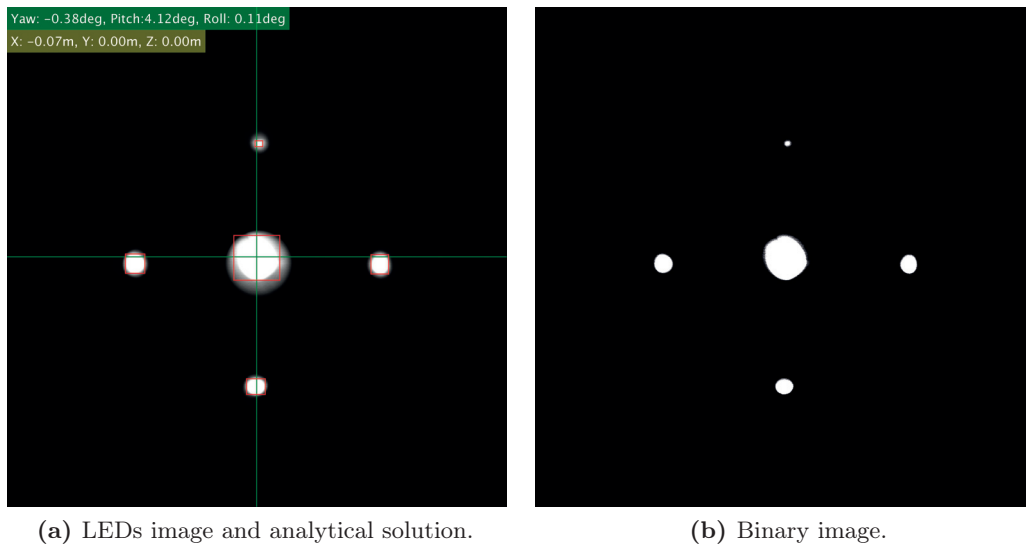 Yaw: -0.38deg, Pitch:4.12deg, Roll: 0.11deg
X: -0.07m, Y: 0.00m, Z: 0.00m
(a) LEDs image and analytical solution.
(b) Binary image.